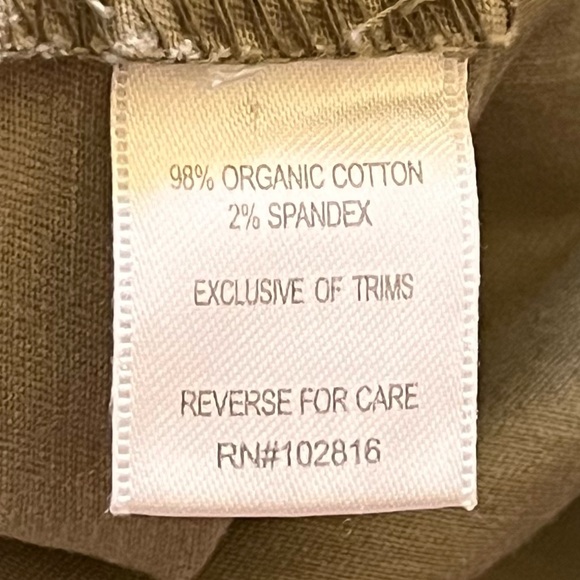 98% ORGANIC COTTON
2% SPANDEX
EXCLUSIVE OF TRIMS
REVERSE FOR CARE
RN#102816